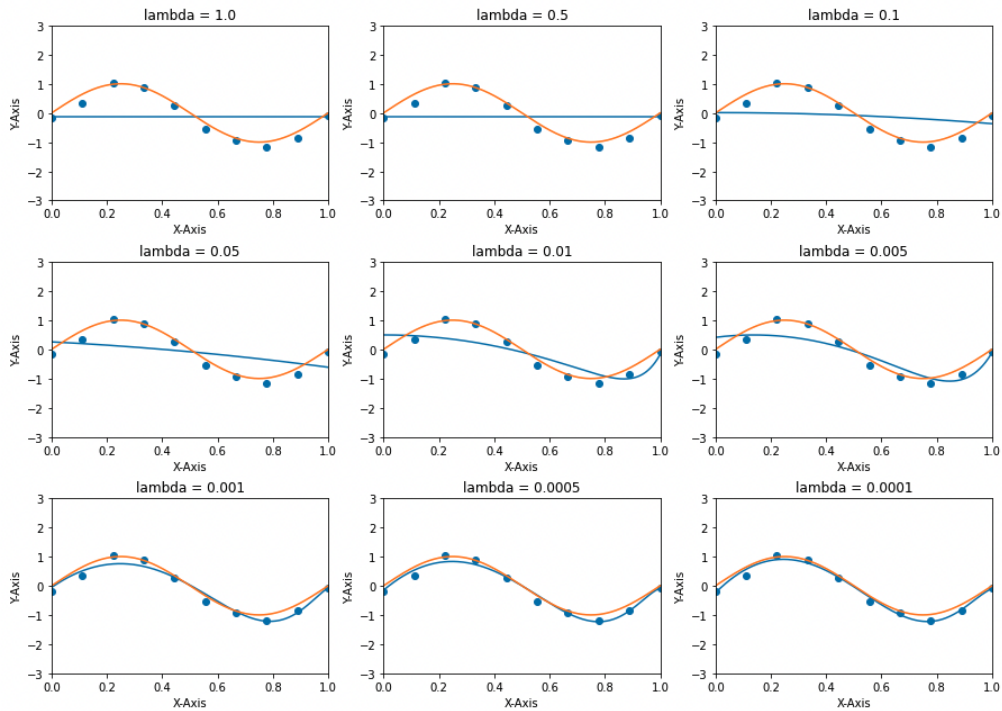 lambda = 1.0
lambda = 0.5
lambda = 0.1
3
2
1
0
−1
−2
−3
Y-Axis
0.0 0.2 0.4 0.6 0.8 1.0
X-Axis
3
2
1
0
−1
−2
−3
Y-Axis
0.0 0.2 0.4 0.6 0.8 1.0
X-Axis
3
2
1
0
−1
−2
−3
Y-Axis
0.0 0.2 0.4 0.6 0.8 1.0
X-Axis
lambda = 0.05
lambda = 0.01
lambda = 0.005
3
2
1
0
−1
−2
−3
Y-Axis
0.0 0.2 0.4 0.6 0.8 1.0
X-Axis
3
2
1
0
−1
−2
−3
Y-Axis
0.0 0.2 0.4 0.6 0.8 1.0
X-Axis
3
2
1
0
−1
−2
−3
Y-Axis
0.0 0.2 0.4 0.6 0.8 1.0
X-Axis
lambda = 0.001
lambda = 0.0005
lambda = 0.0001
3
2
1
0
−1
−2
−3
Y-Axis
0.0 0.2 0.4 0.6 0.8 1.0
X-Axis
3
2
1
0
−1
−2
−3
Y-Axis
0.0 0.2 0.4 0.6 0.8 1.0
X-Axis
3
2
1
0
−1
−2
−3
Y-Axis
0.0 0.2 0.4 0.6 0.8 1.0
X-Axis